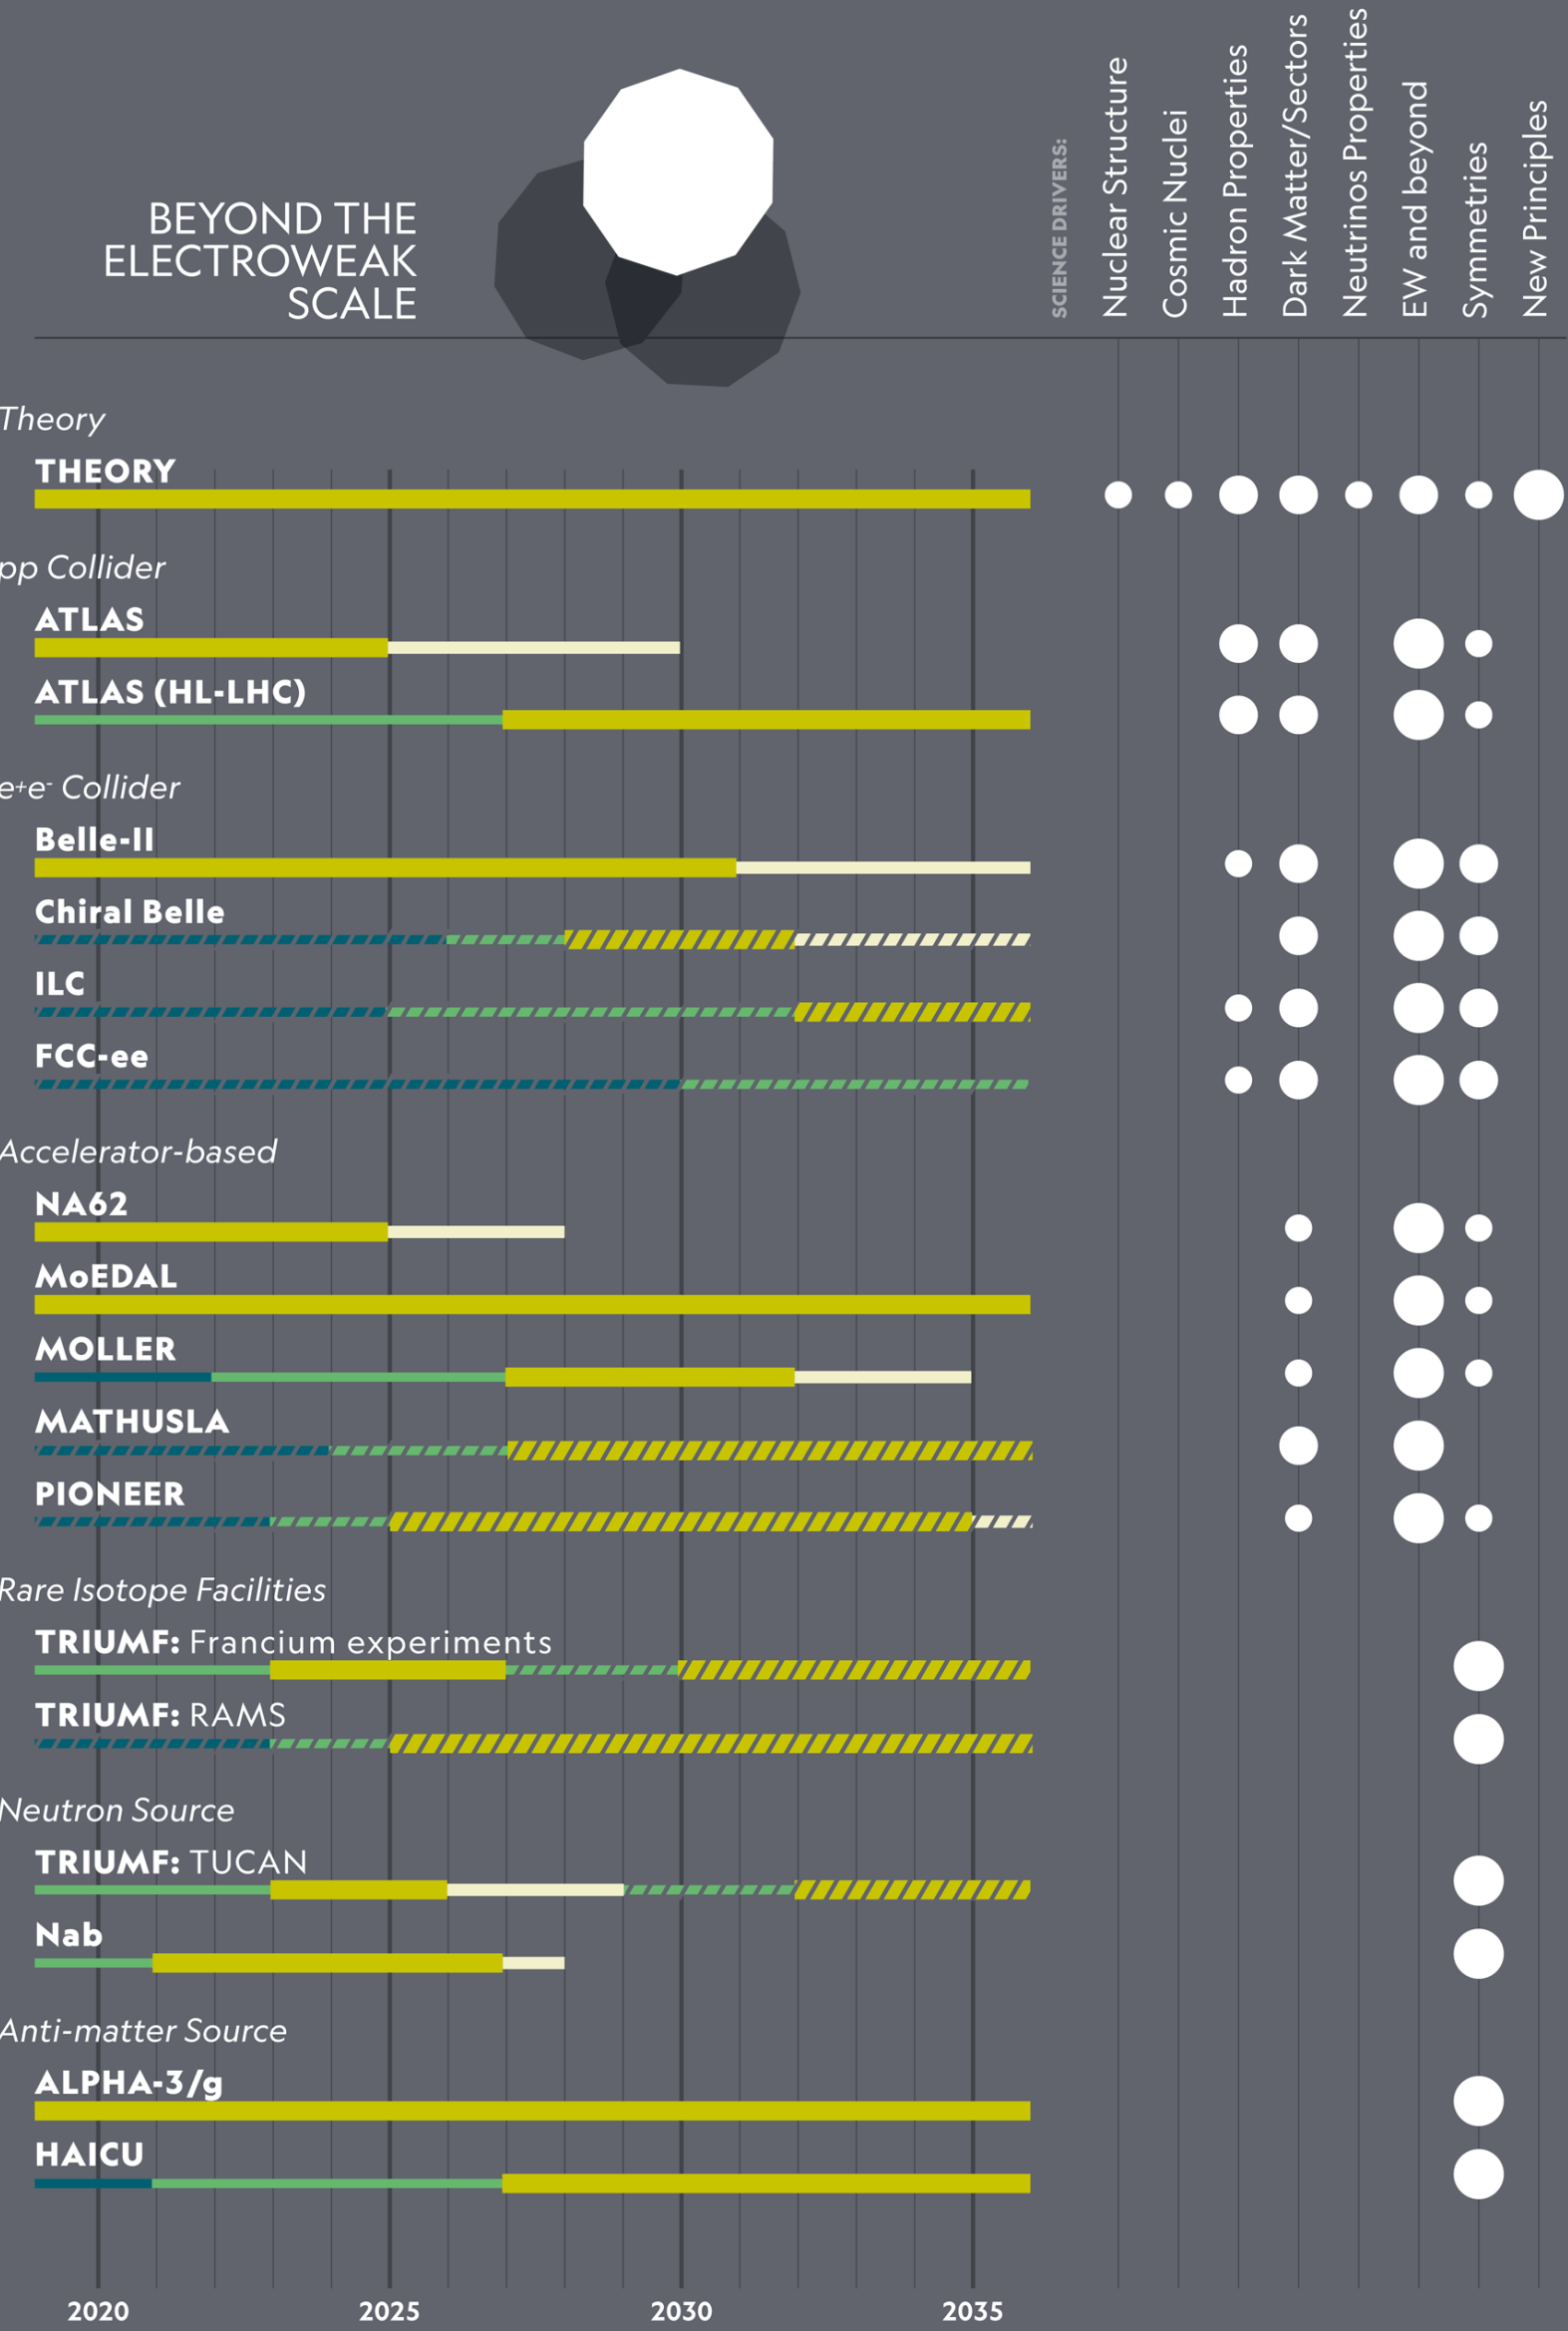 BEYOND THE
ELECTROWEAK
SCALE
SCIENCE DRIVERS:
Nuclear Structure
Cosmic Nuclei
Hadron Properties
Dark Matter/Sectors
Neutrinos Properties
EW and beyond
Symmetries
New Principles
Theory
THEORY
pp Collider
ATLAS
ATLAS (HL-LHC)
e+e- Collider
Belle-II
Chiral Belle
ILC
FCC-ee
Accelerator-based
NA62
MoEDAL
MOLLER
MATHUSLA
PIONEER
Rare Isotope Facilities
TRIUMF: Francium experiments
TRIUMF: RAMS
Neutron Source
TRIUMF: TUCAN
Nab
Anti-matter Source
ALPHA-3/g
HAICU
2020 2025 2030 2035